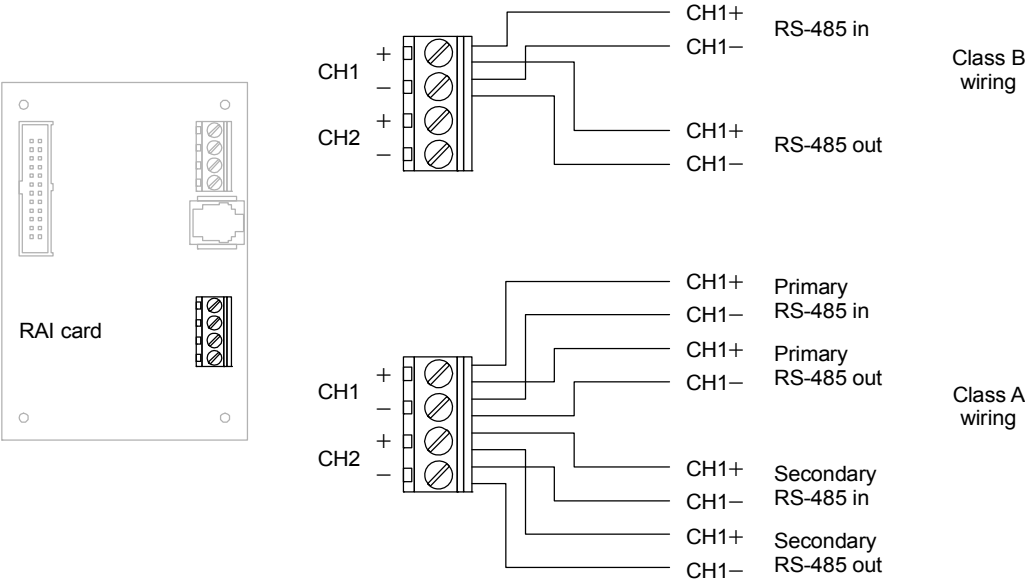 CH1+
RS-485 in
CH1−
Class B
wiring
+
CH1
−
+
CH2
−
CH1+
RS-485 out
CH1−
RAI card
CH1+
Primary
RS-485 in
CH1−
CH1+
Primary
RS-485 out
CH1−
Class A
wiring
+
CH1
−
+
CH2
−
CH1+
Secondary
RS-485 in
CH1−
CH1+
Secondary
RS-485 out
CH1−